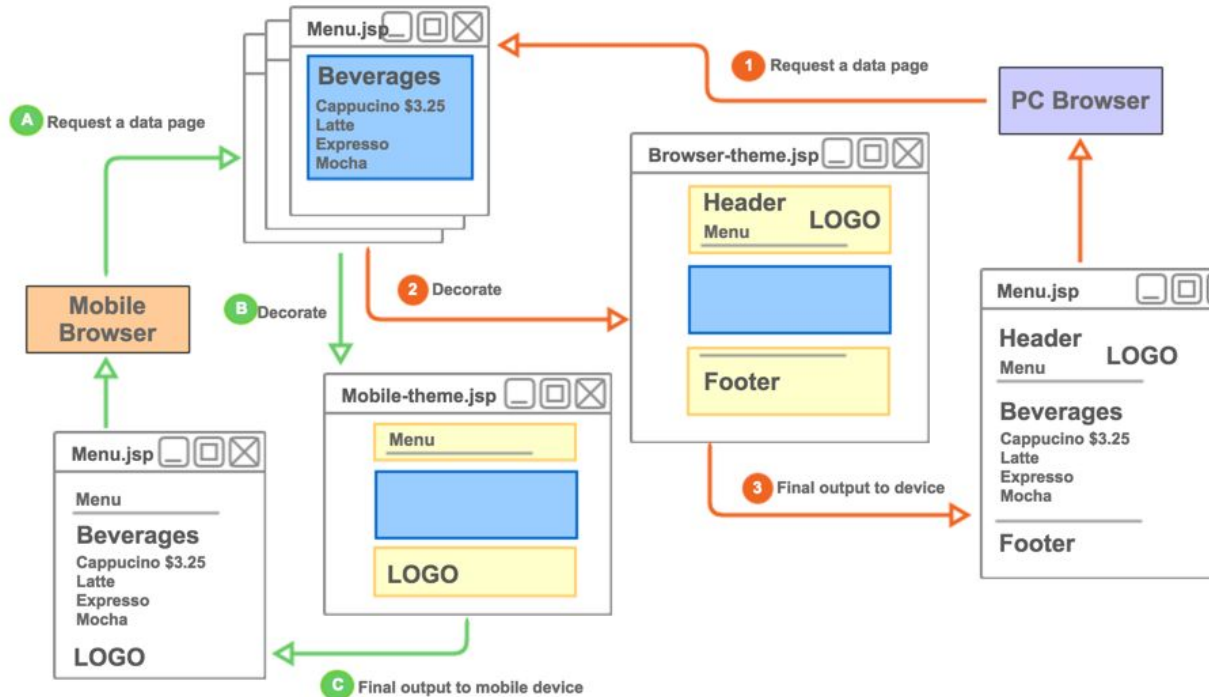 Menu.jsp
Beverages
Cappucino $3.25
Latte
Expresso
Mocha
1 Request a data page
PC Browser
A Request a data page
Browser-theme.jsp
Header
LOGO
Menu
Footer
2 Decorate
B Decorate
Mobile
Browser
Mobile-theme.jsp
Menu
LOGO
Menu.jsp
Header
LOGO
Menu
Beverages
Cappucino $3.25
Latte
Expresso
Mocha
Footer
3 Final output to device
Menu.jsp
Menu
Beverages
Cappucino $3.25
Latte
Expresso
Mocha
LOGO
C Final output to mobile device